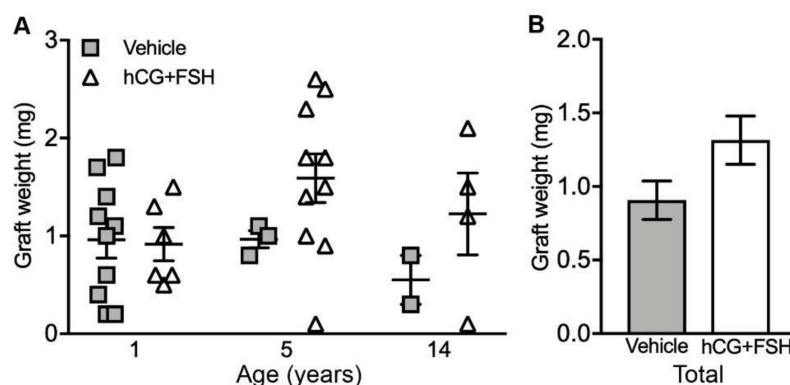 A
B
3
2
1
0
Graft weight (mg)
Vehicle
hCG+FSH
1
5
14
Age (years)
2.0
1.5
1.0
0.5
0.0
Graft weight (mg)
Vehicle
hCG+FSH
Total